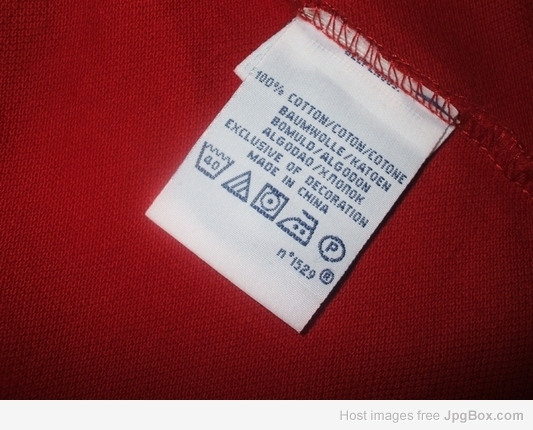 100% COTTON/COTON/COTONE
BAUMWOLLE/KATOEN
BOMULD/ALGODON
ALGODAO/ХЛОПОК
EXCLUSIVE OF DECORATION
MADE IN CHINA
40
P
n°1529 ®
Host images free JpgBox.com